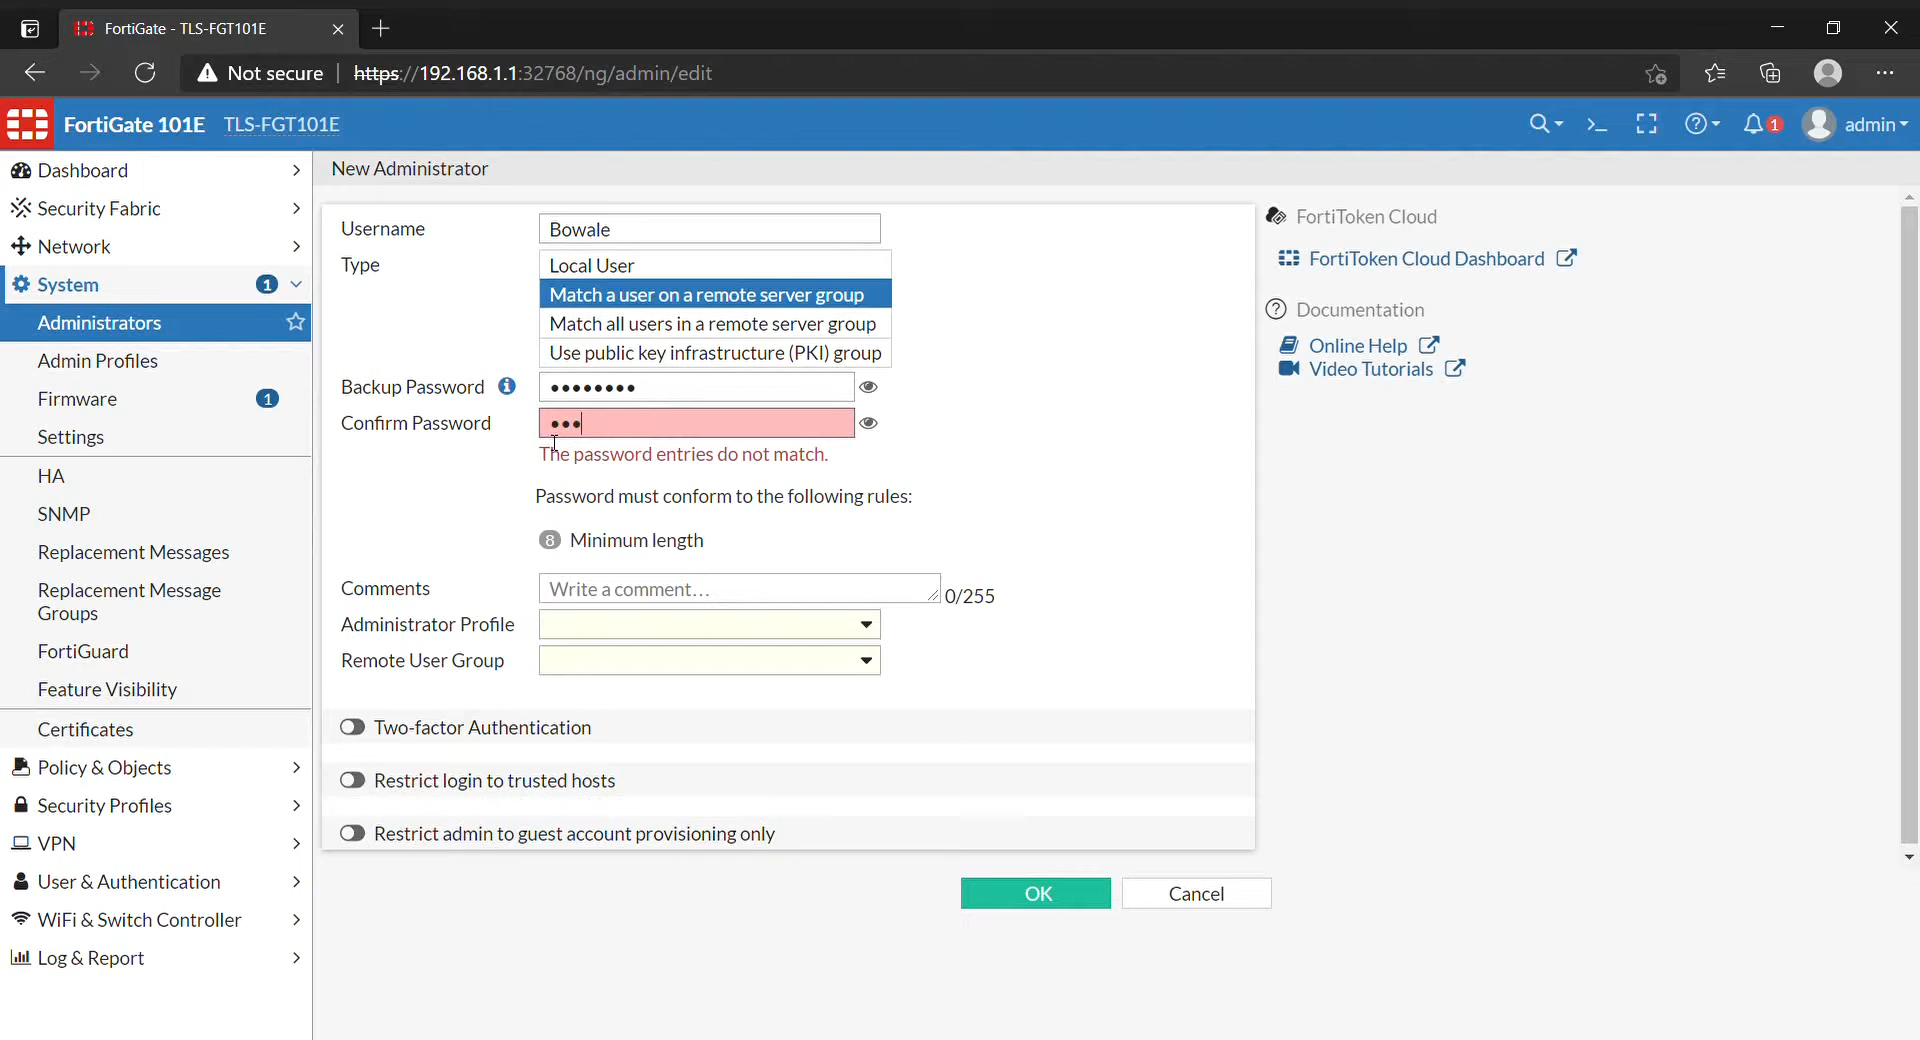 FortiGate - TLS-FGT101E
Not secure | https://192.168.1.1:32768/ng/admin/edit
FortiGate 101E TLS-FGT101E
1
admin
Dashboard
Security Fabric
Network
System 1
Administrators
Admin Profiles
Firmware 1
Settings
HA
SNMP
Replacement Messages
Replacement Message
Groups
FortiGuard
Feature Visibility
Certificates
Policy & Objects
Security Profiles
VPN
User & Authentication
WiFi & Switch Controller
Log & Report
New Administrator
Username Bowale
Type Local User
Match a user on a remote server group
Match all users in a remote server group
Use public key infrastructure (PKI) group
Backup Password ••••••••
Confirm Password •••
The password entries do not match.
Password must conform to the following rules:
8 Minimum length
Comments Write a comment... 0/255
Administrator Profile
Remote User Group
Two-factor Authentication
Restrict login to trusted hosts
Restrict admin to guest account provisioning only
OK Cancel
FortiToken Cloud
FortiToken Cloud Dashboard
Documentation
Online Help
Video Tutorials